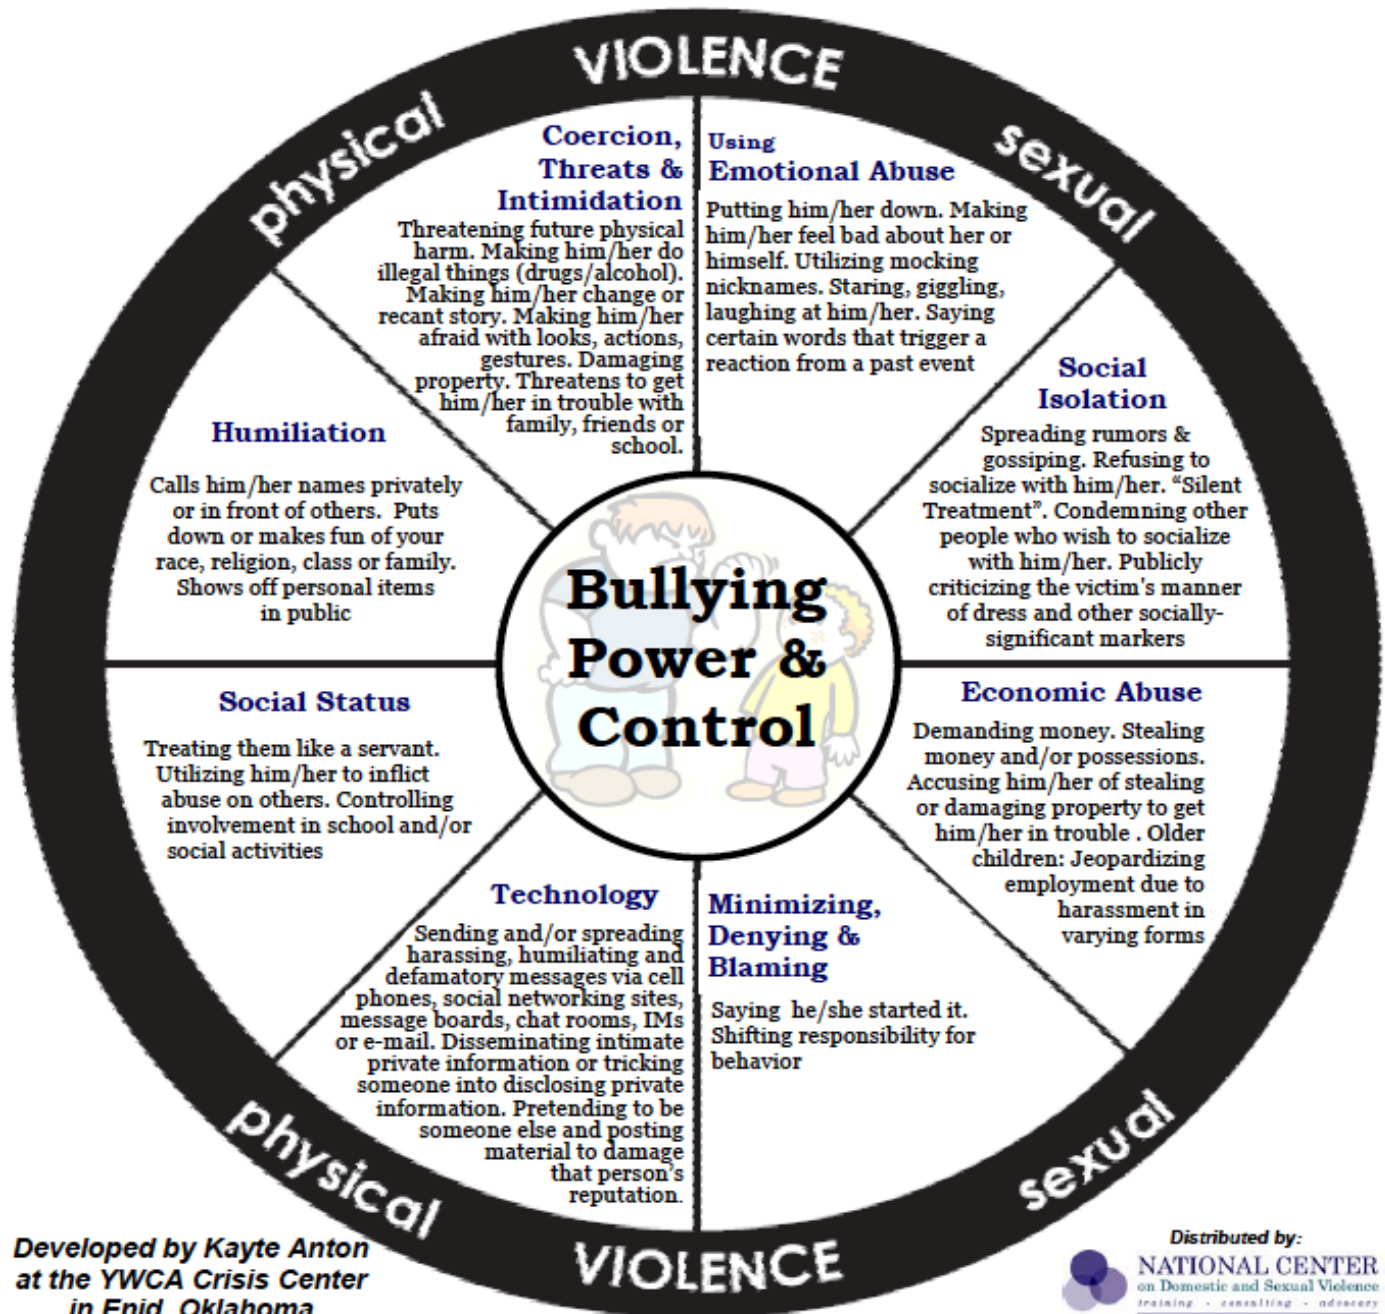 VIOLENCE
physical
sexual
Coercion,
Threats &
Intimidation
Threatening future physical
harm. Making him/her do
illegal things (drugs/alcohol).
Making him/her change or
recant story. Making him/her
afraid with looks, actions,
gestures. Damaging
property. Threatens to get
him/her in trouble with
family, friends or
school.
Using
Emotional Abuse
Putting him/her down. Making
him/her feel bad about her or
himself. Utilizing mocking
nicknames. Staring, giggling,
laughing at him/her. Saying
certain words that trigger a
reaction from a past event
Social
Isolation
Spreading rumors &
gossiping. Refusing to
socialize with him/her. “Silent
Treatment”. Condemning other
people who wish to socialize
with him/her. Publicly
criticizing the victim's manner
of dress and other socially-
significant markers
Humiliation
Calls him/her names privately
or in front of others. Puts
down or makes fun of your
race, religion, class or family.
Shows off personal items
in public
Bullying
Power &
Control
Social Status
Treating them like a servant.
Utilizing him/her to inflict
abuse on others. Controlling
involvement in school and/or
social activities
Economic Abuse
Demanding money. Stealing
money and/or possessions.
Accusing him/her of stealing
or damaging property to get
him/her in trouble . Older
children: Jeopardizing
employment due to
harassment in
varying forms
Technology
Sending and/or spreading
harassing, humiliating and
defamatory messages via cell
phones, social networking sites,
message boards, chat rooms, IMs
or e-mail. Disseminating intimate
private information or tricking
someone into disclosing private
information. Pretending to be
someone else and posting
material to damage
that person’s
reputation.
Minimizing,
Denying &
Blaming
Saying he/she started it.
Shifting responsibility for
behavior
physical
VIOLENCE
sexual
Developed by Kayte Anton
at the YWCA Crisis Center
in Enid, Oklahoma
Distributed by:
NATIONAL CENTER
on Domestic and Sexual Violence
training · consulting · advocacy